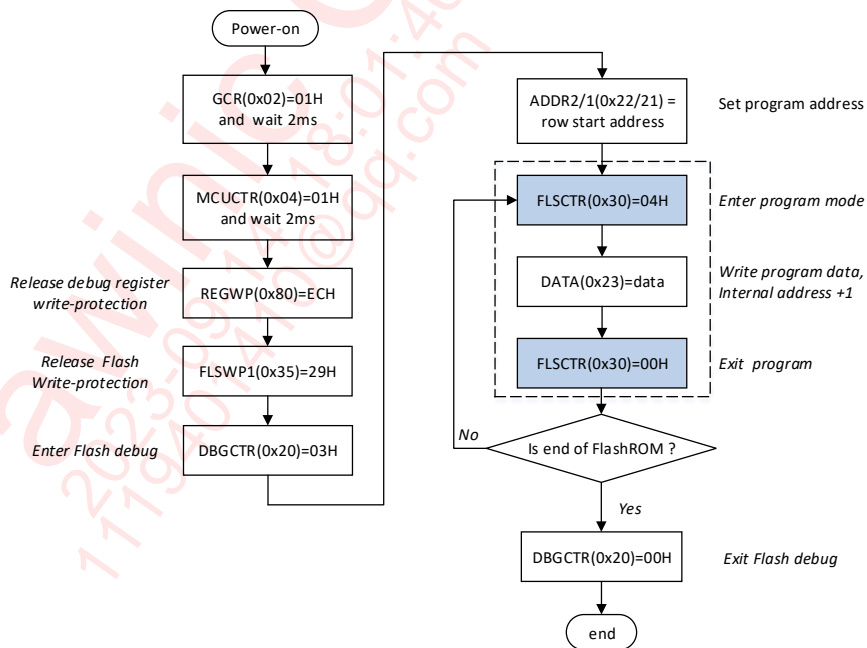 Power-on
GCR(0x02)=01H
and wait 2ms
MCUCTR(0x04)=01H
and wait 2ms
Release debug register
write-protection
REGWP(0x80)=ECH
Release Flash
Write-protection
FLSWP1(0x35)=29H
Enter Flash debug
DBGCTR(0x20)=03H
ADDR2/1(0x22/21) =
row start address
Set program address
FLSCTR(0x30)=04H
Enter program mode
DATA(0x23)=data
Write program data,
Internal address +1
FLSCTR(0x30)=00H
Exit program
No
Is end of FlashROM ?
Yes
DBGCTR(0x20)=00H
Exit Flash debug
end
awinic